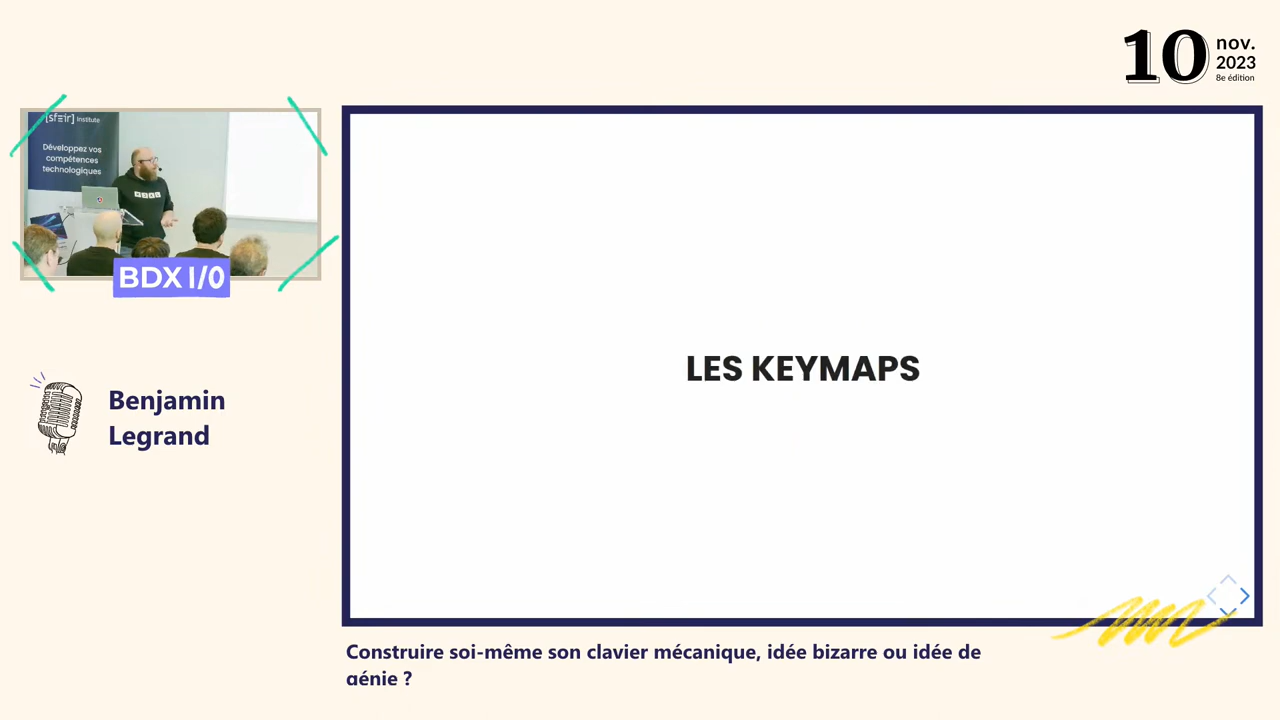 10 nov.
2023
8e édition
[sfeir] Institute
Développez vos
compétences
technologiques
BDX I/O
Benjamin
Legrand
LES KEYMAPS
Construire soi-même son clavier mécanique, idée bizarre ou idée de
génie ?